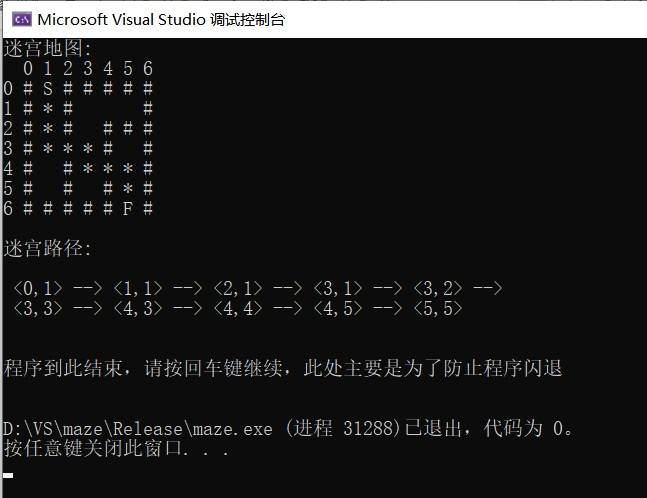 Microsoft Visual Studio 调试控制台
迷宫地图:
  0 1 2 3 4 5 6
0 # S # # # # #
1 # * #       #
2 # * #   # # #
3 # * * * #   #
4 #   # * * * #
5 #   #   # * #
6 # # # # # F #
迷宫路径:
<0,1> --> <1,1> --> <2,1> --> <3,1> --> <3,2> -->
<3,3> --> <4,3> --> <4,4> --> <4,5> --> <5,5>
程序到此结束，请按回车键继续，此处主要是为了防止程序闪退
D:\VS\maze\Release\maze.exe (进程 31288)已退出，代码为 0。
按任意键关闭此窗口. . .